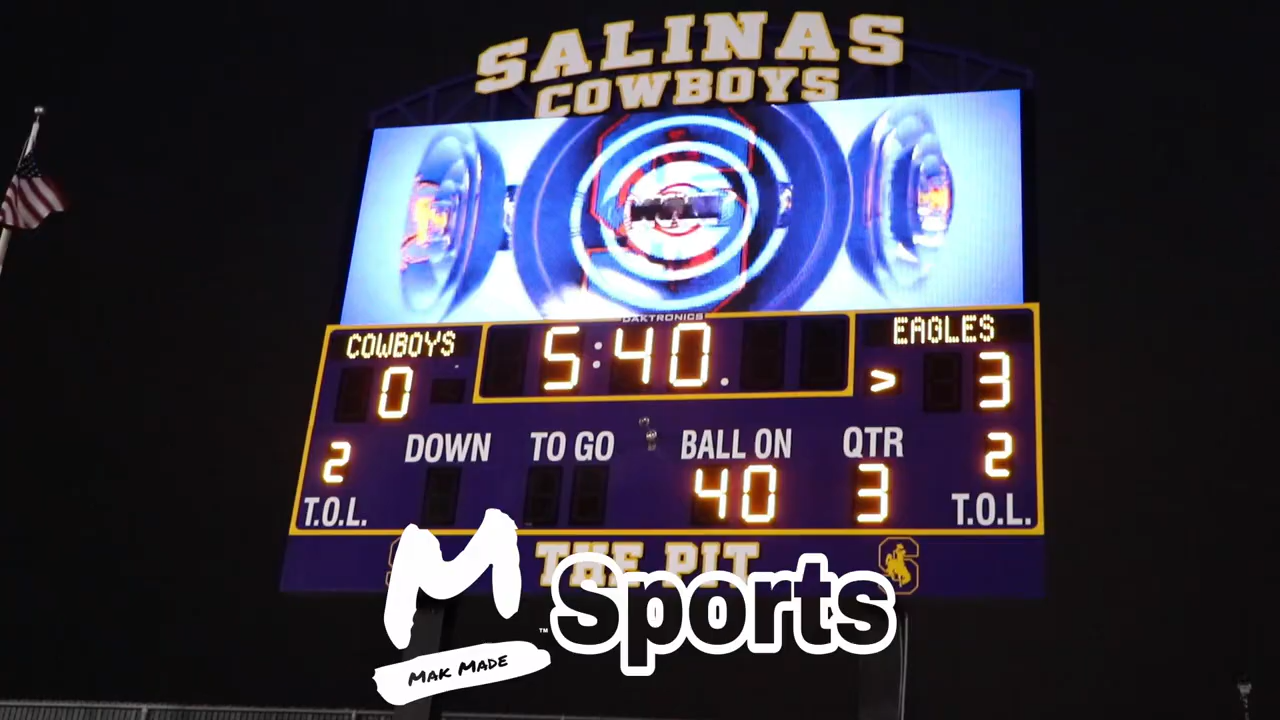 SALINAS
COWBOYS
DAKTRONICS
COWBOYS 5:40. EAGLES
0 > 3
DOWN TO GO BALL ON QTR
2 40 3 2
T.O.L. T.O.L.
THE PIT
M Sports
™
MAK MADE